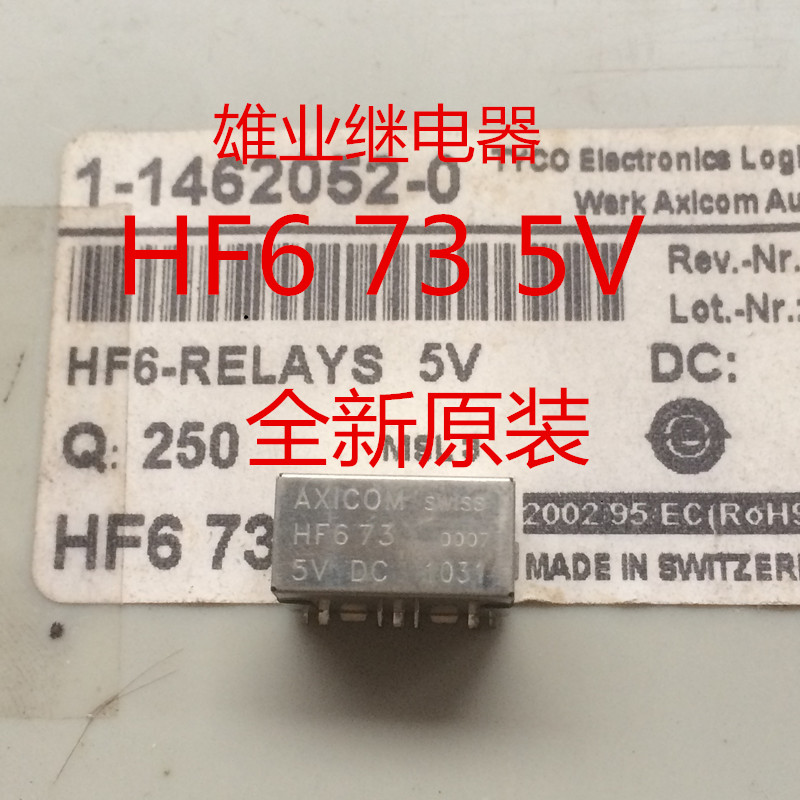 雄业继电器
1-1462052-0
TYCO Electronics Logi
Werk Axicom Au
HF6 73 5V
Rev.-Nr.
Lot.-Nr.:
HF6-RELAYS 5V
DC:
Q: 250
全新原装
2002/95 EC(RoHS
HF6 73
MADE IN SWITZER
AXICOM SWISS
HF6 73 0007
5V DC 1031